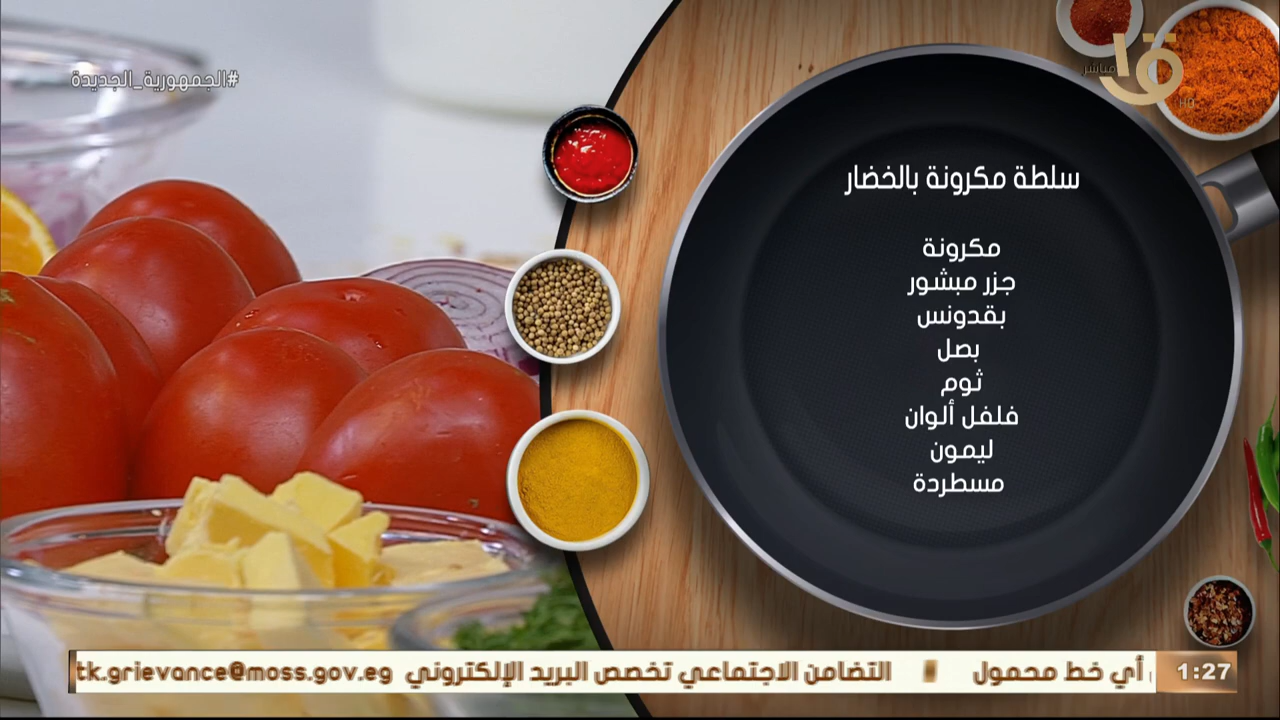 #الجمهورية_الجديدة
مباشر
HD
سلطة مكرونة بالخضار
مكرونة
جزر مبشور
بقدونس
بصل
ثوم
فلفل ألوان
ليمون
مسطردة
أي خط محمول
التضامن الاجتماعي تخصص البريد الإلكتروني tk.grievance@moss.gov.eg
1:27